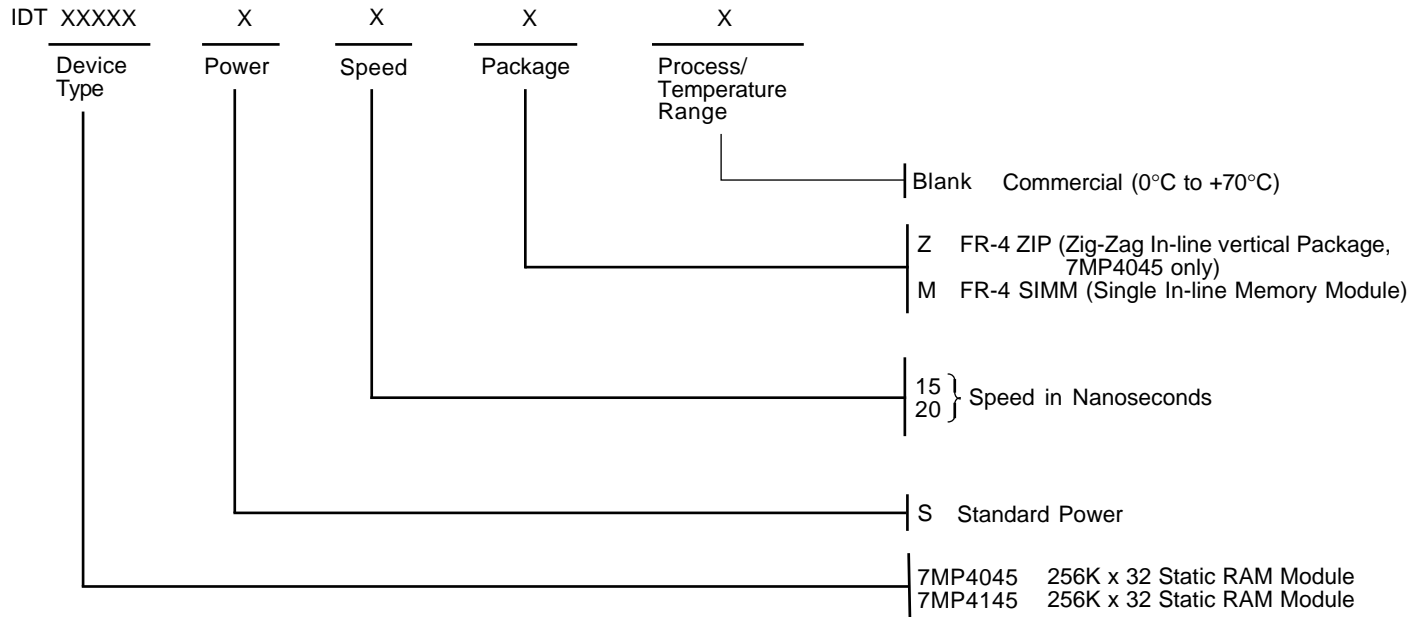 IDT XXXXX X X X X
Device Type
Power
Speed
Package
Process/
Temperature
Range
Blank Commercial (0°C to +70°C)
Z FR-4 ZIP (Zig-Zag In-line vertical Package,
7MP4045 only)
M FR-4 SIMM (Single In-line Memory Module)
15
20 } Speed in Nanoseconds
S Standard Power
7MP4045 256K x 32 Static RAM Module
7MP4145 256K x 32 Static RAM Module